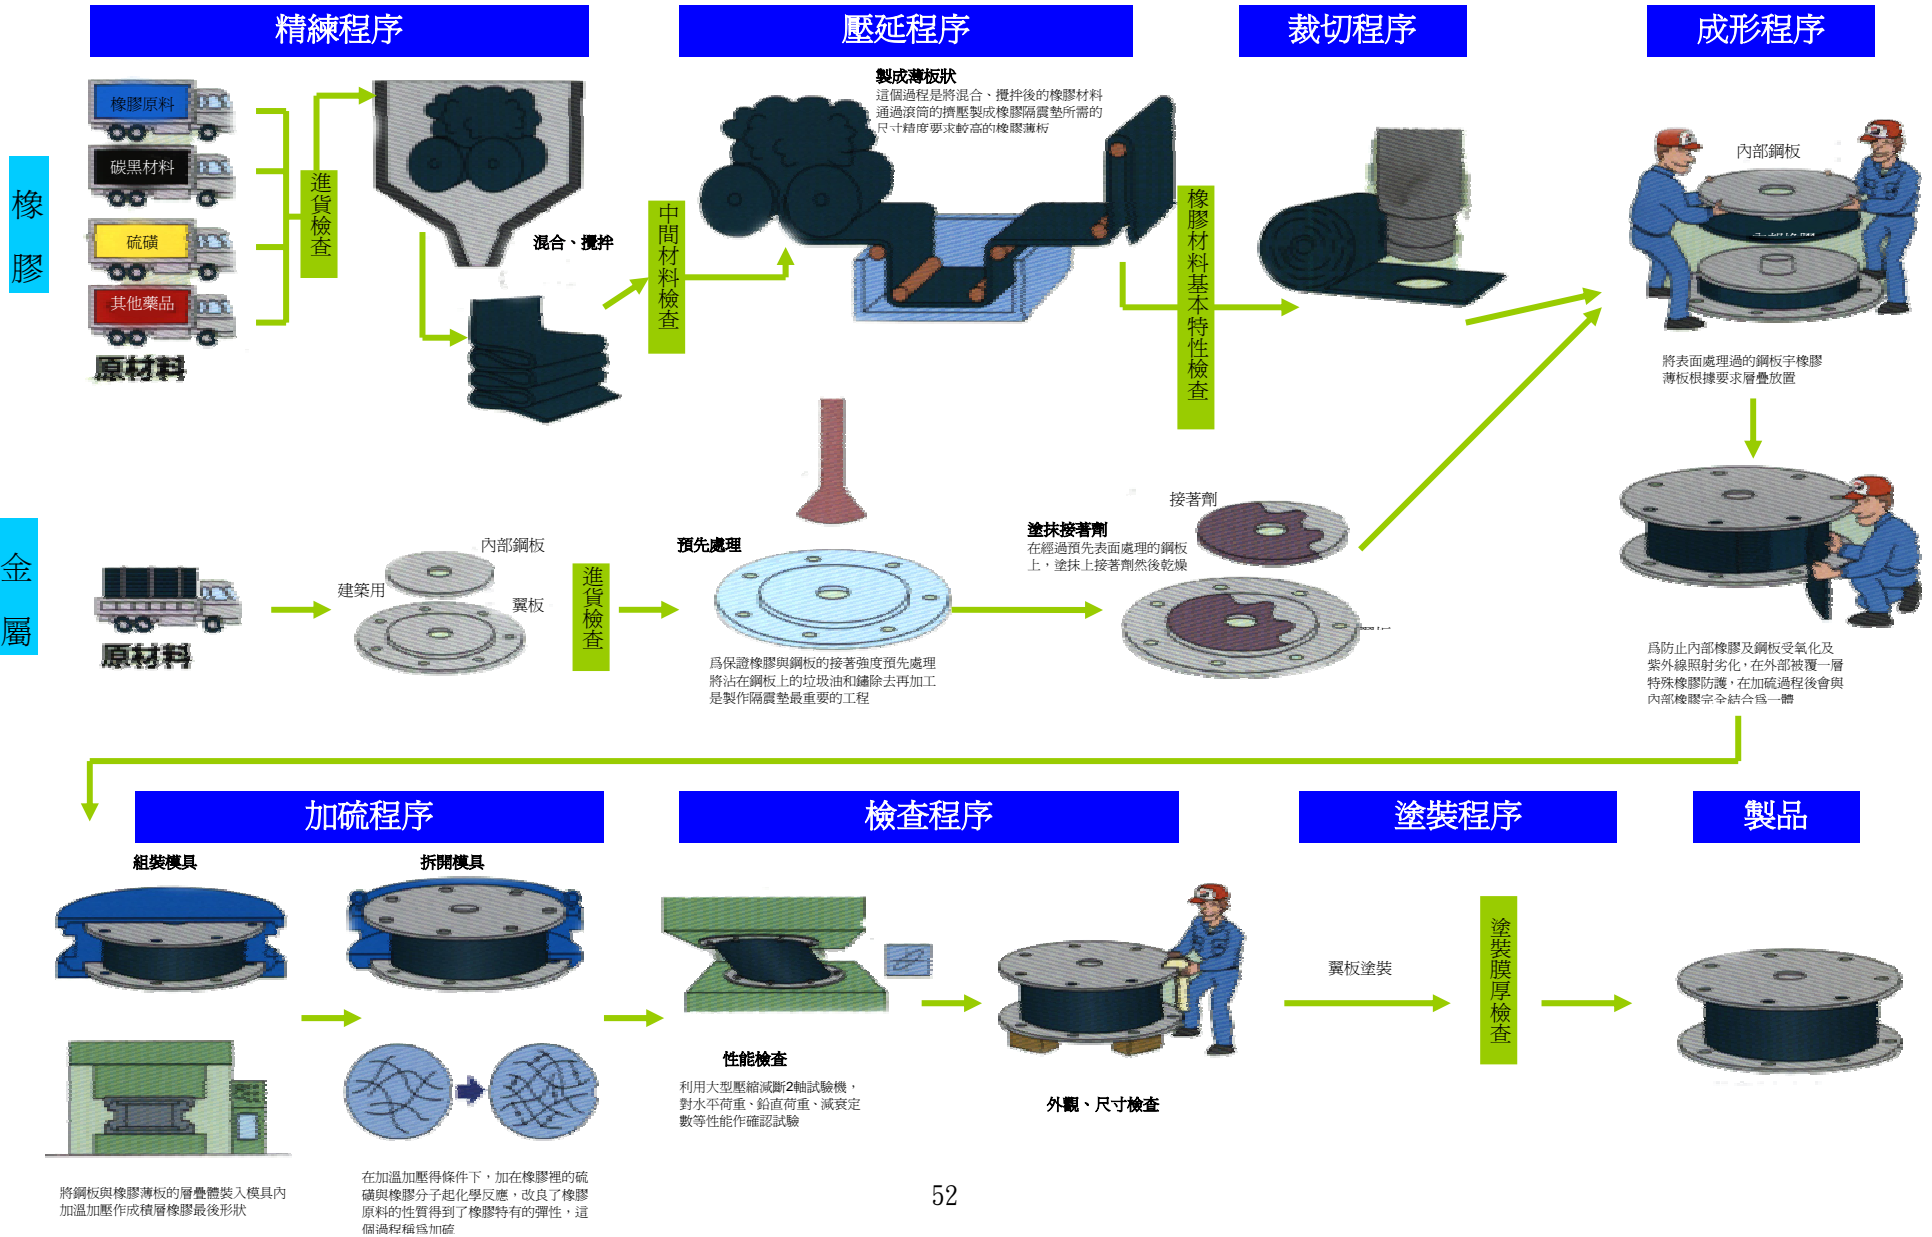 精練程序
壓延程序
裁切程序
成形程序
橡膠
橡膠原料
碳黑材料
硫磺
其他藥品
原材料
進貨檢查
混合、攪拌
中間材料檢查
製成薄板狀
這個過程是將混合、攪拌後的橡膠材料
通過滾筒的擠壓製成橡膠隔震墊所需的
尺寸精度要求較高的橡膠薄板
橡膠材料基本特性檢查
內部鋼板
將表面處理過的鋼板宇橡膠
薄板根據要求層疊放置
金屬
原材料
建築用
內部鋼板
翼板
進貨檢查
預先處理
為保證橡膠與鋼板的接著強度預先處理
將沾在鋼板上的垃圾油和鏽除去再加工
是製作隔震墊最重要的工程
塗抹接著劑
在經過預先表面處理的鋼板
上，塗抹上接著劑然後乾燥
接著劑
為防止內部橡膠及鋼板受氧化及
紫外線照射劣化，在外部被覆一層
特殊橡膠防護，在加硫過程後會與
內部橡膠完全結合為一體
加硫程序
檢查程序
塗裝程序
製品
組裝模具
拆開模具
將鋼板與橡膠薄板的層疊體裝入模具內
加溫加壓作成積層橡膠最後形狀
在加溫加壓得條件下，加在橡膠裡的硫
磺與橡膠分子起化學反應，改良了橡膠
原料的性質得到了橡膠特有的彈性，這
個過程稱為加硫
性能檢查
利用大型壓縮減斷2軸試驗機，
對水平荷重、鉛直荷重、減衰定
數等性能作確認試驗
外觀、尺寸檢查
翼板塗裝
塗裝膜厚檢查
52